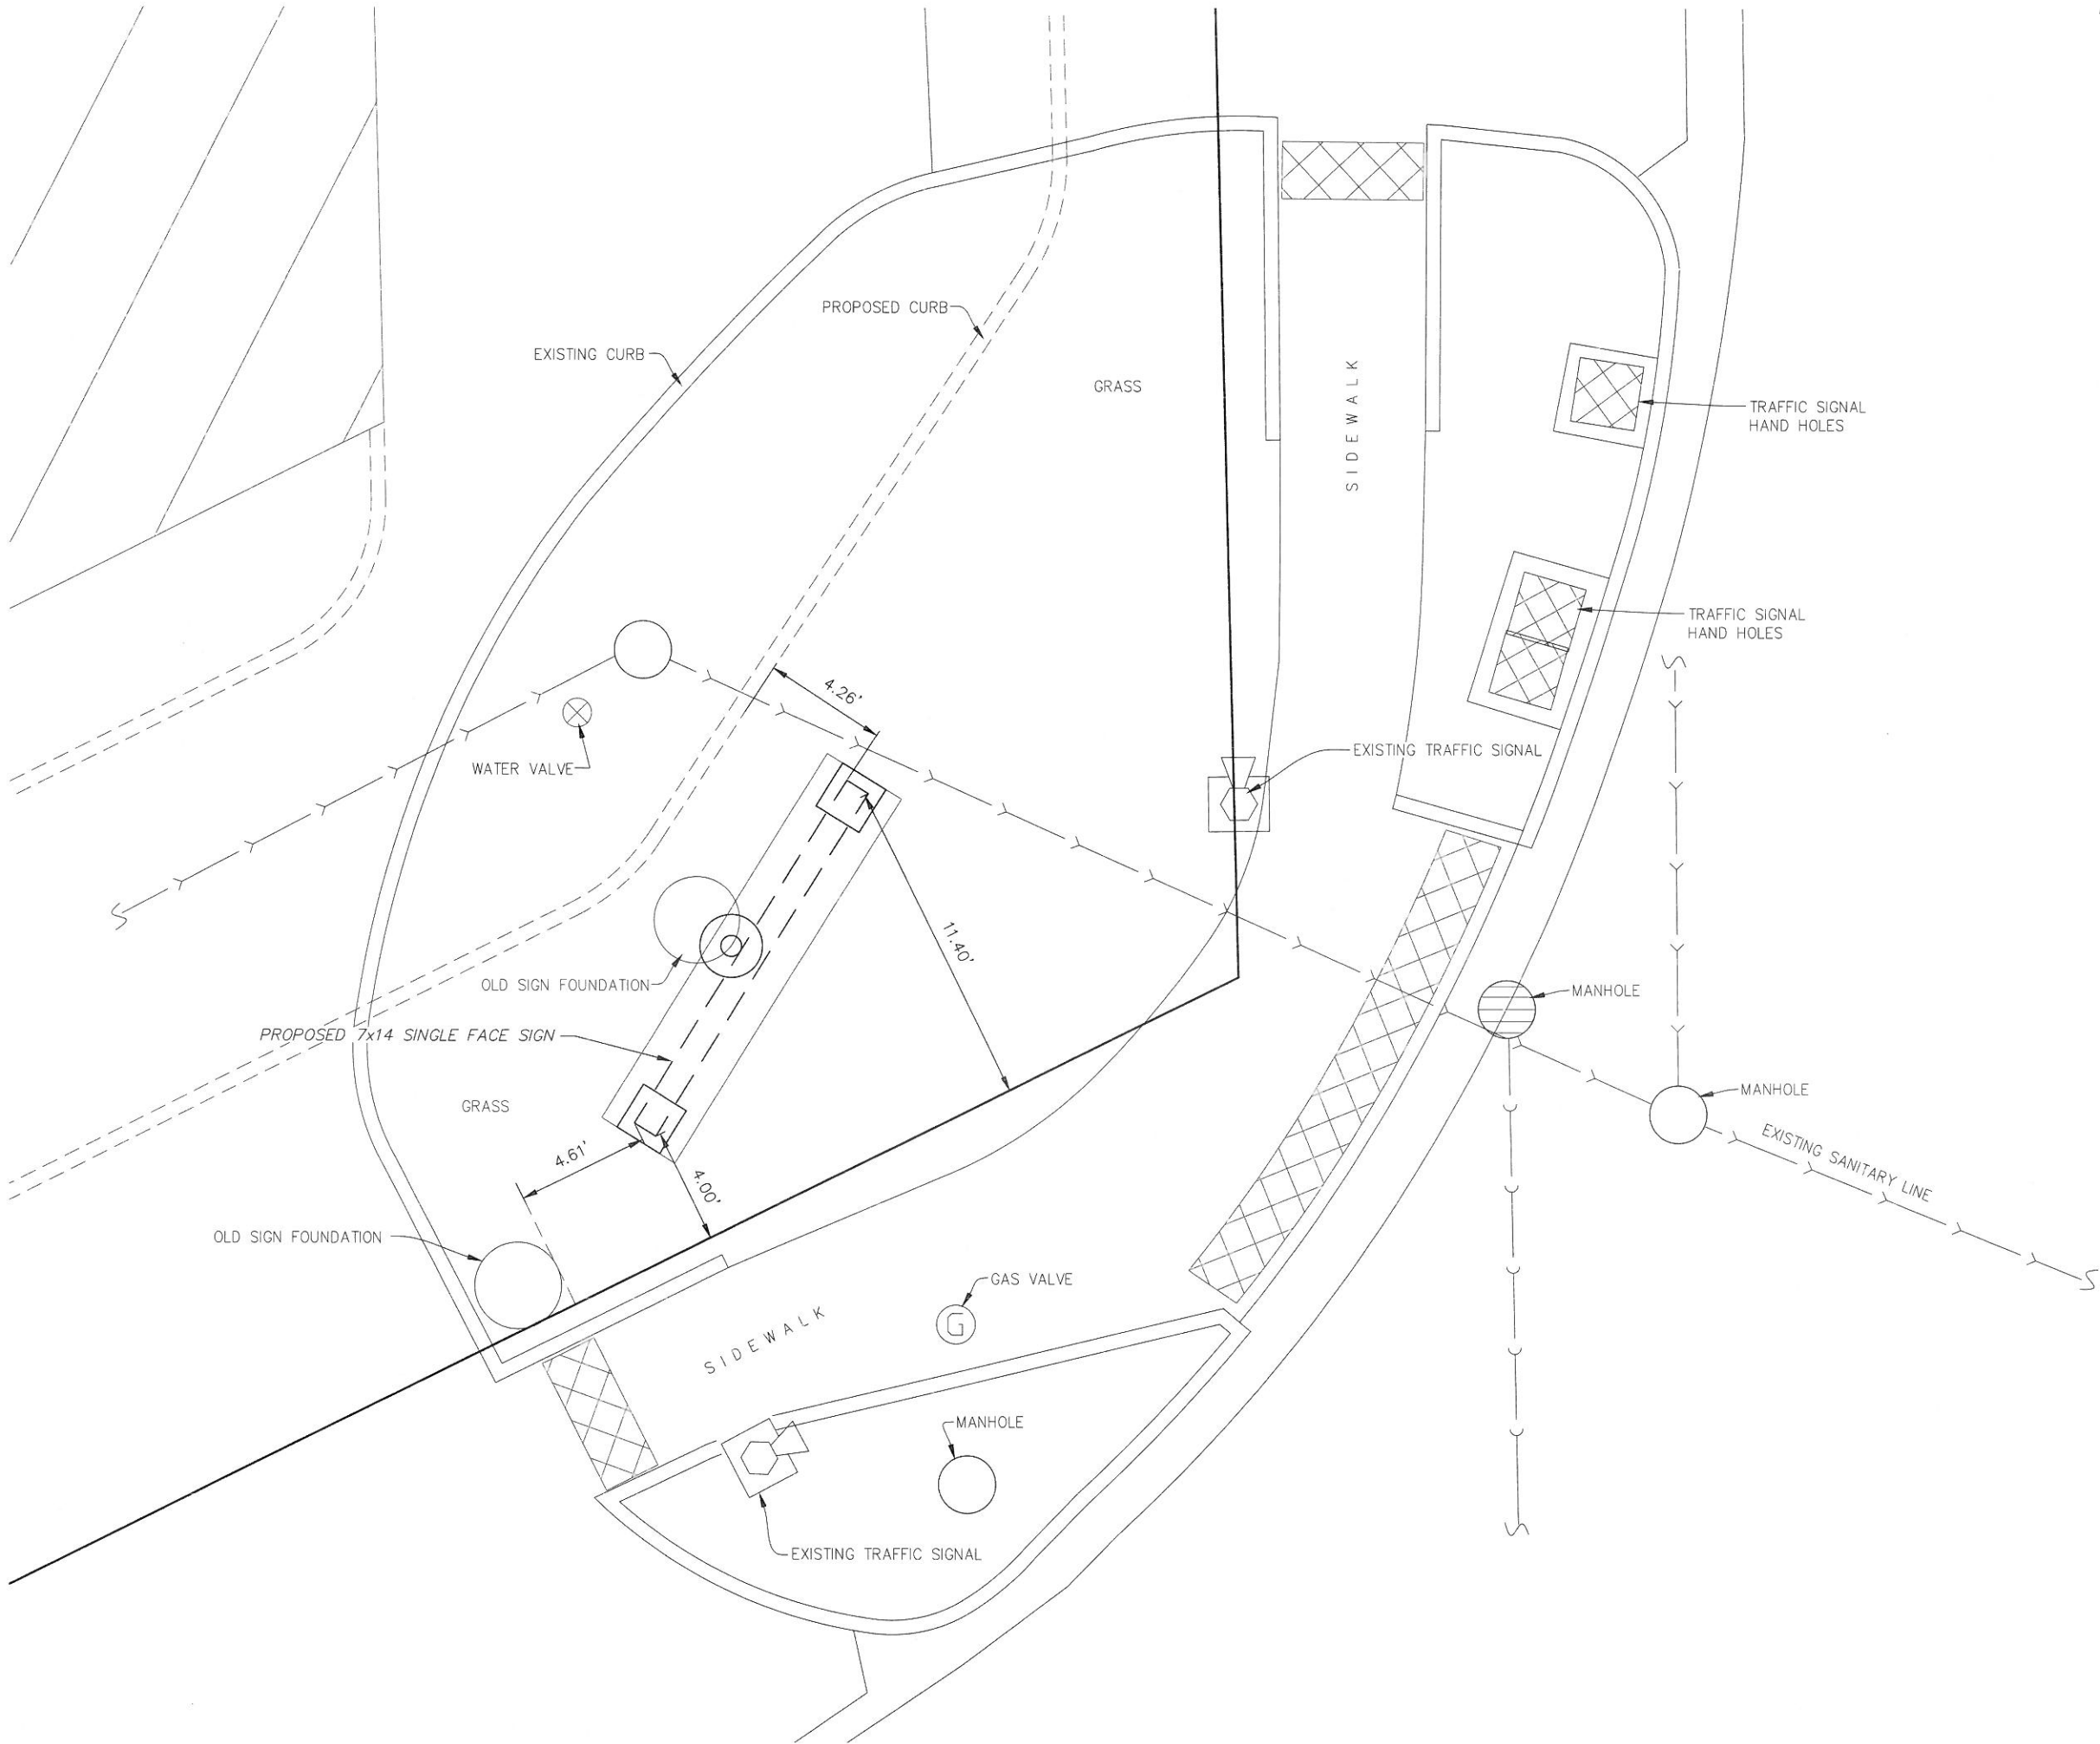 PROPOSED CURB
EXISTING CURB
GRASS
SIDEWALK
TRAFFIC SIGNAL
HAND HOLES
TRAFFIC SIGNAL
HAND HOLES
4.26'
EXISTING TRAFFIC SIGNAL
WATER VALVE
11.40'
OLD SIGN FOUNDATION
MANHOLE
PROPOSED 7x14 SINGLE FACE SIGN
MANHOLE
GRASS
EXISTING SANITARY LINE
4.61'
4.00'
OLD SIGN FOUNDATION
GAS VALVE
G
SIDEWALK
MANHOLE
EXISTING TRAFFIC SIGNAL